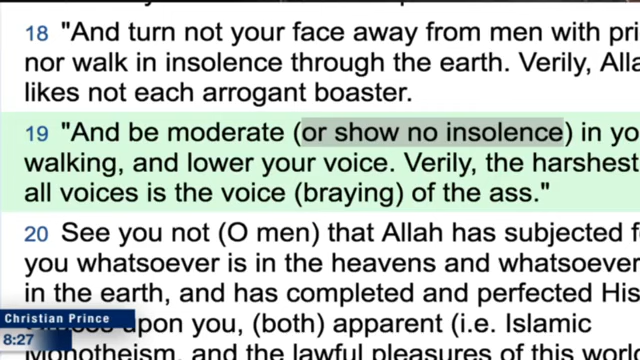 18 "And turn not your face away from men with pri
nor walk in insolence through the earth. Verily, Alla
likes not each arrogant boaster.
19 "And be moderate (or show no insolence) in yo
walking, and lower your voice. Verily, the harshest
all voices is the voice (braying) of the ass."
20 See you not (O men) that Allah has subjected f
you whatsoever is in the heavens and whatsoever
in the earth, and has completed and perfected His
Christian Prince
upon you, (both) apparent (i.e. Islamic
8:27
Monotheism, and the lawful pleasures of this world